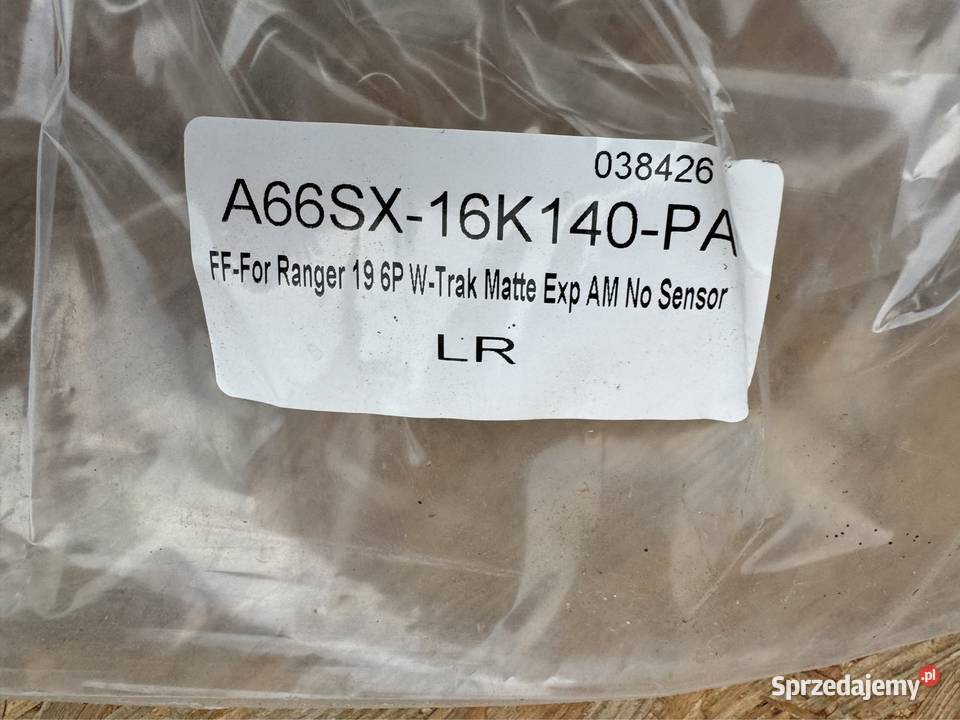 038426
A66SX-16K140-PA
FF-For Ranger 19 6P W-Trak Matte Exp AM No Sensor
LR
Sprzedajemy.pl